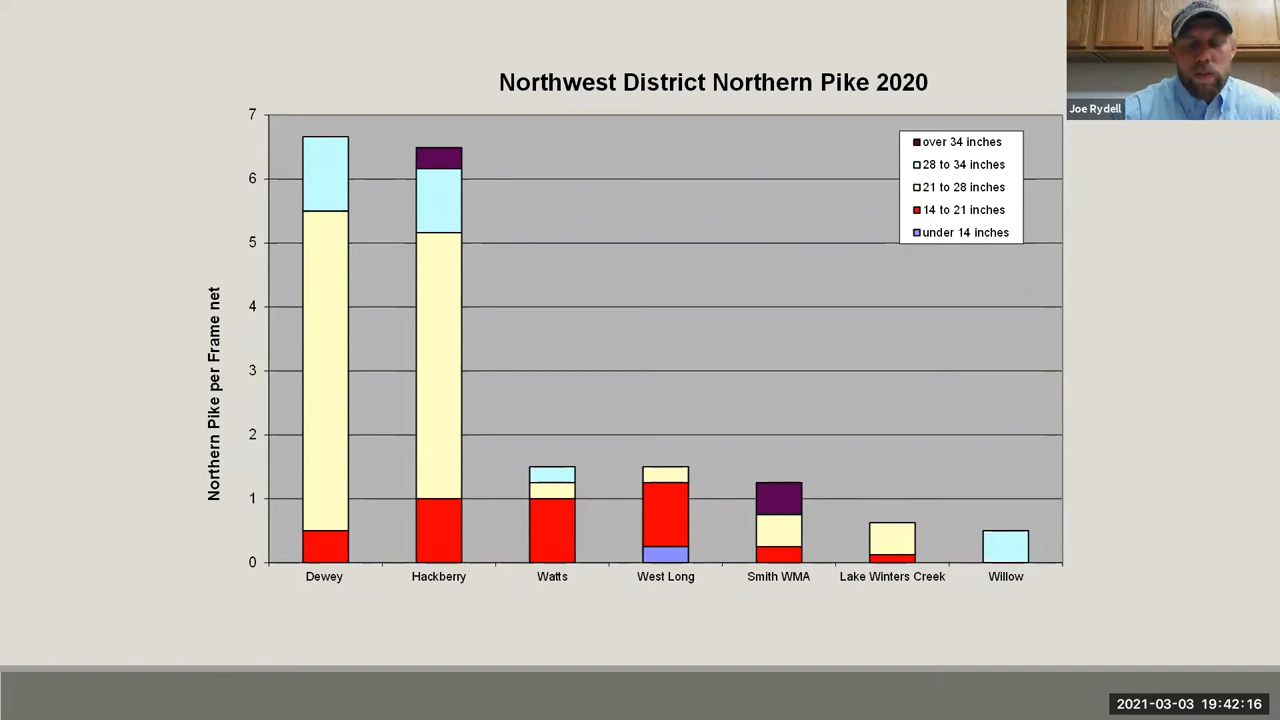 Northwest District Northern Pike 2020
Joe Rydell
7
6
5
4
3
2
1
0
Northern Pike per Frame net
over 34 inches
28 to 34 inches
21 to 28 inches
14 to 21 inches
under 14 inches
Dewey
Hackberry
Watts
West Long
Smith WMA
Lake Winters Creek
Willow
2021-03-03 19:42:16